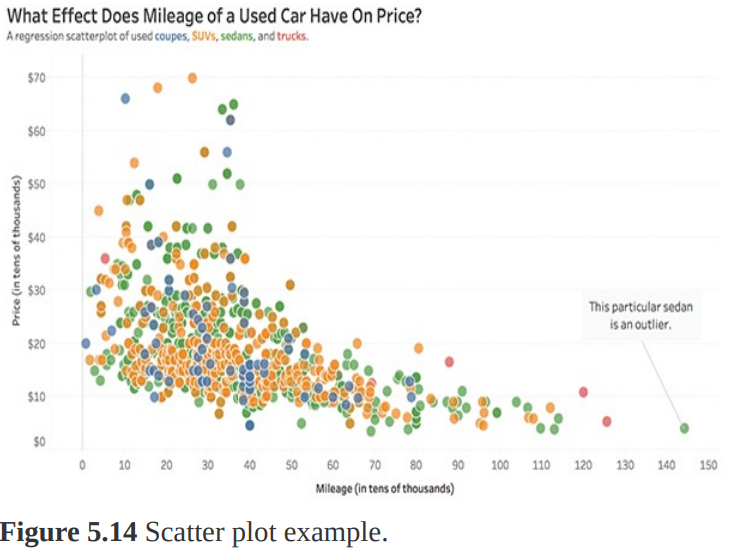 What Effect Does Mileage of a Used Car Have On Price?
A regression scatterplot of used coupes, SUVs, sedans, and trucks.
$70
$60
$50
$40
$30
$20
$10
$0
Price (in tens of thousands)
This particular sedan
is an outlier.
0 10 20 30 40 50 60 70 80 90 100 110 120 130 140 150
Mileage (in tens of thousands)
Figure 5.14 Scatter plot example.